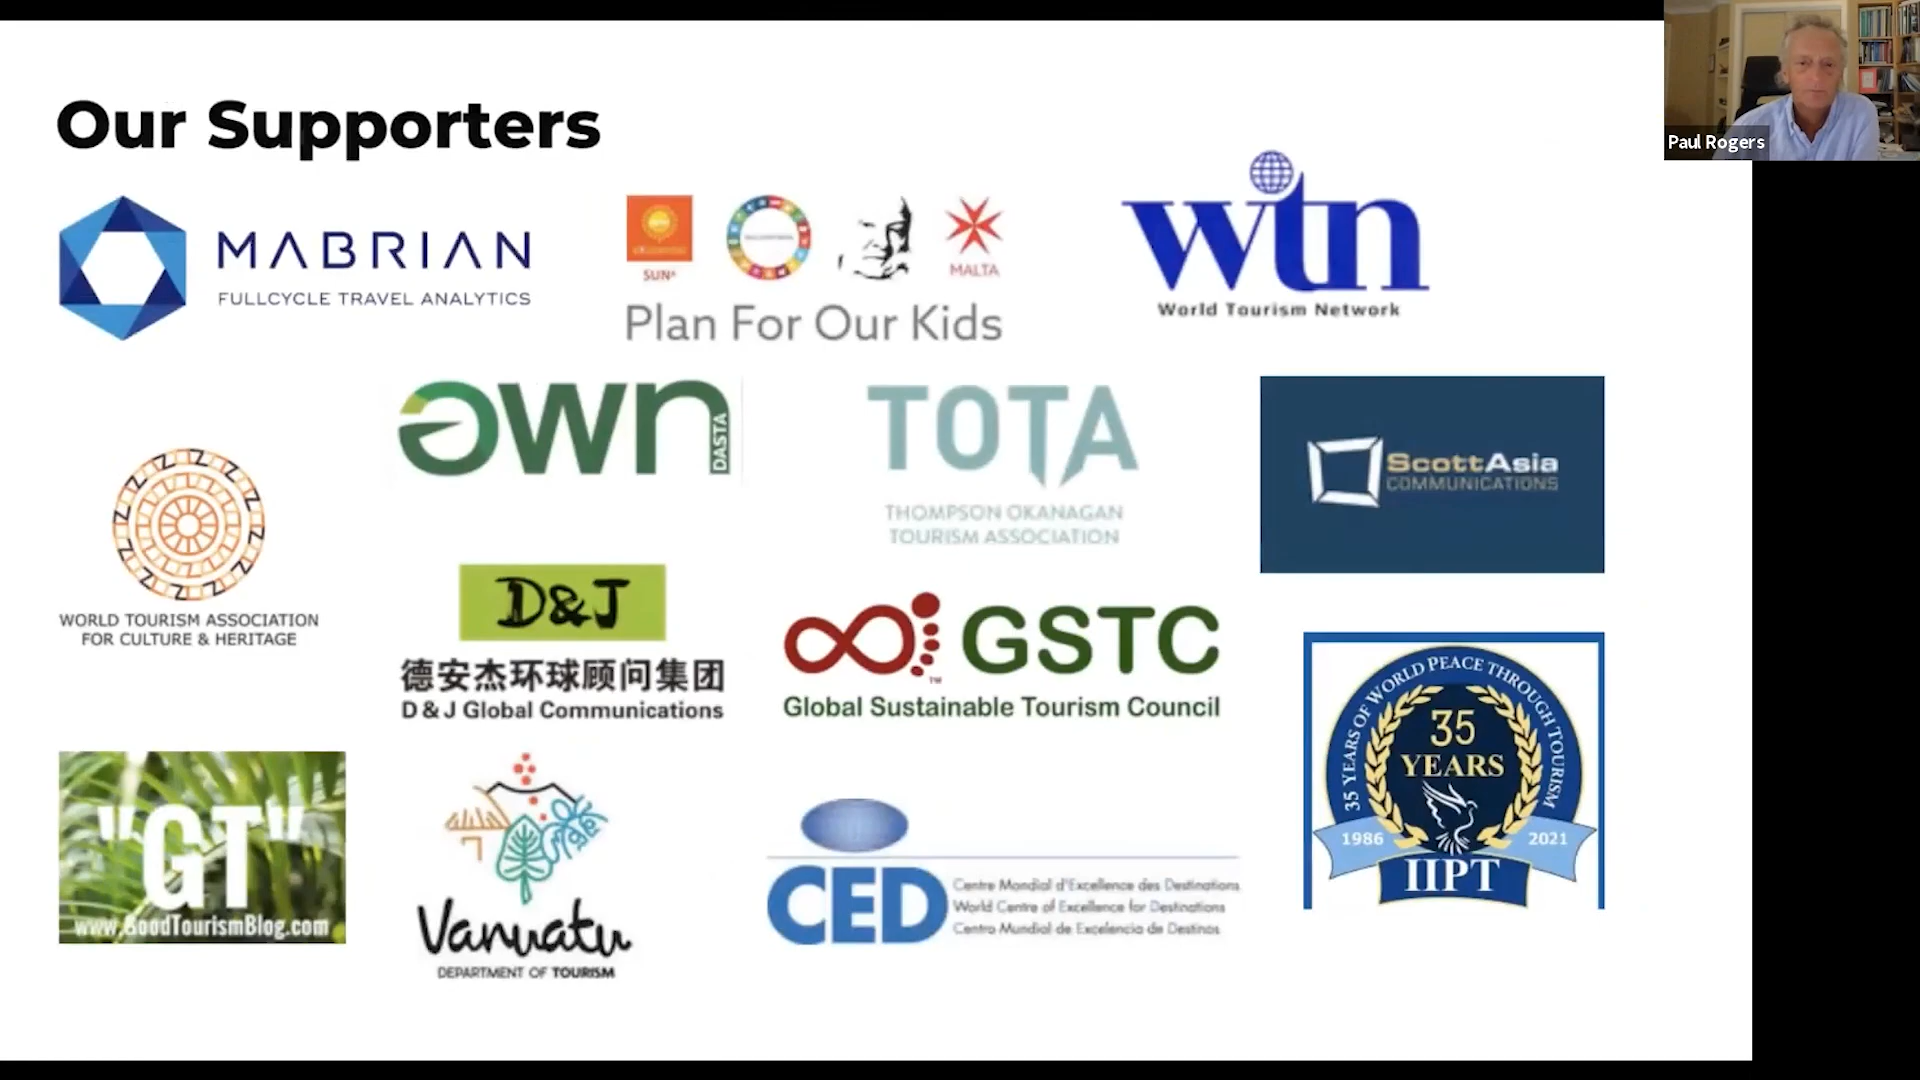 Our Supporters
Paul Rogers
MABRIAN
FULLCYCLE TRAVEL ANALYTICS
SUNx
MALTA
Plan For Our Kids
wtn
World Tourism Network
WORLD TOURISM ASSOCIATION
FOR CULTURE & HERITAGE
awn
DASTA
TOTA
THOMPSON OKANAGAN
TOURISM ASSOCIATION
ScottAsia
COMMUNICATIONS
D&J
德安杰环球顾问集团
D & J Global Communications
GSTC
TM
Global Sustainable Tourism Council
35 YEARS OF WORLD PEACE THROUGH TOURISM
35
YEARS
1986
2021
IIPT
"GT"
www.GoodTourismBlog.com
Vanuatu
DEPARTMENT OF TOURISM
CED
Centre Mondial d'Excellence des Destinations
World Centre of Excellence for Destinations
Centro Mundial de Excelencia de Destinos